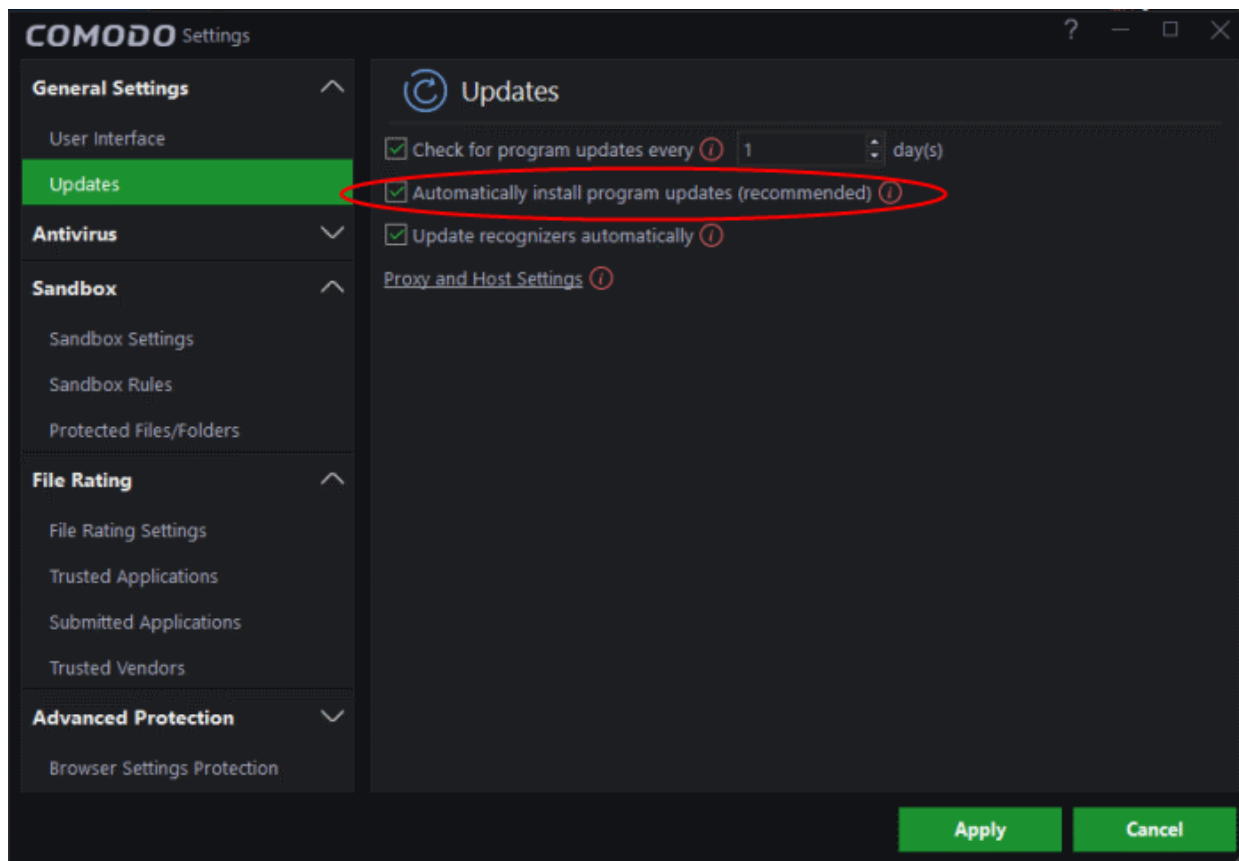 COMODO Settings
?
General Settings
User Interface
Updates
Antivirus
Sandbox
Sandbox Settings
Sandbox Rules
Protected Files/Folders
File Rating
File Rating Settings
Trusted Applications
Submitted Applications
Trusted Vendors
Advanced Protection
Browser Settings Protection
Updates
Check for program updates every i 1 day(s)
Automatically install program updates (recommended) i
Update recognizers automatically i
Proxy and Host Settings i
Apply
Cancel